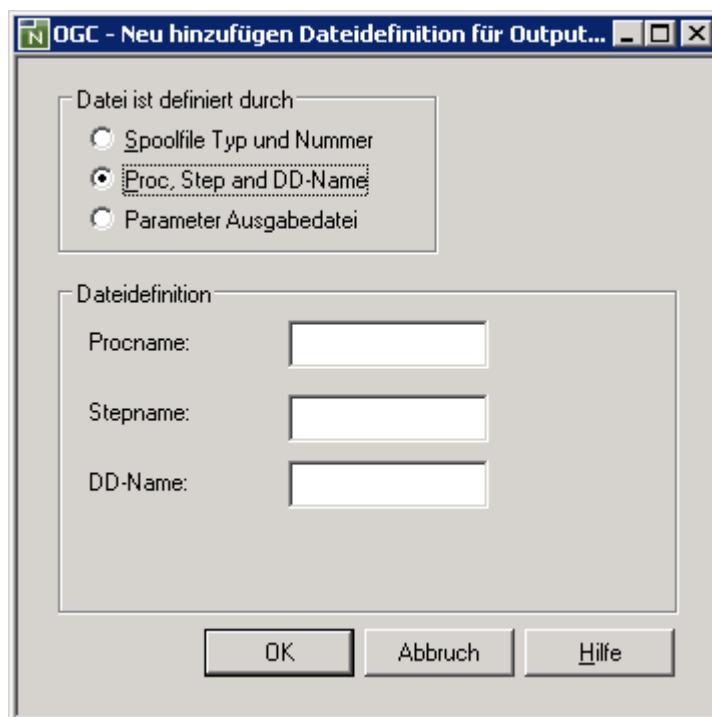 N
OGC - Neu hinzufügen Dateidefinition für Output...
Datei ist definiert durch
Spoolfile Typ und Nummer
Proc, Step and DD-Name
Parameter Ausgabedatei
Dateidefinition
Procname:
Stepname:
DD-Name:
OK Abbruch Hilfe